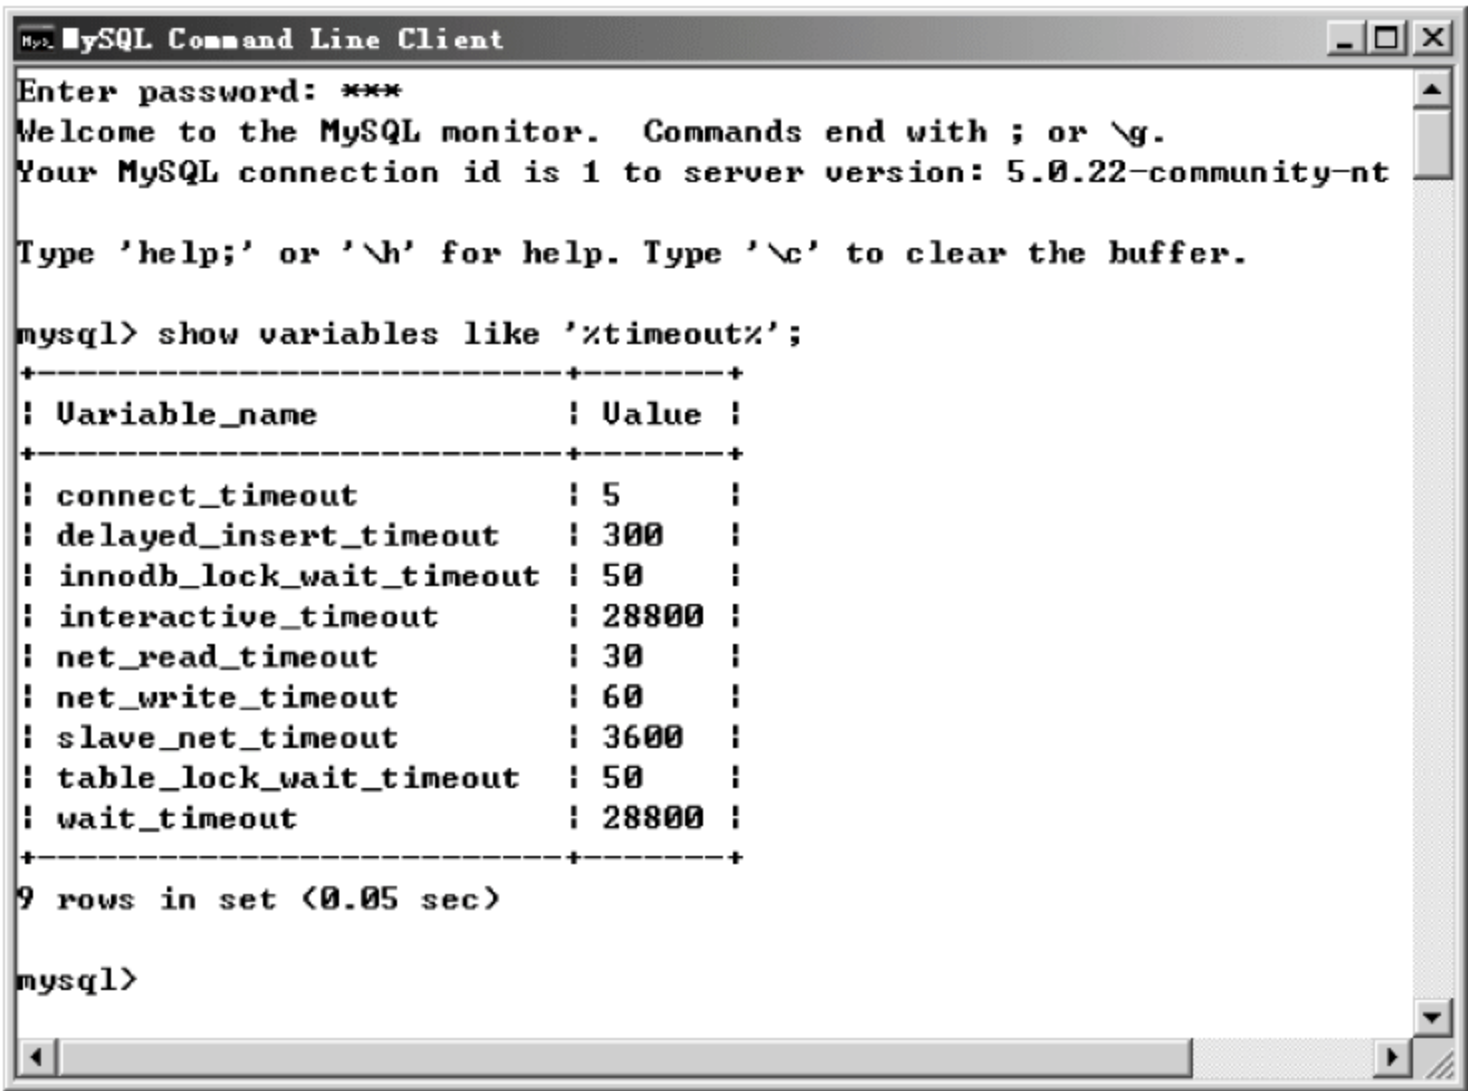 MySQL Command Line Client
Enter password: ***
Welcome to the MySQL monitor.  Commands end with ; or \g.
Your MySQL connection id is 1 to server version: 5.0.22-community-nt
Type 'help;' or '\h' for help. Type '\c' to clear the buffer.
mysql> show variables like '%timeout%';
+--------------------------+-------+
| Variable_name            | Value |
+--------------------------+-------+
| connect_timeout          | 5     |
| delayed_insert_timeout   | 300   |
| innodb_lock_wait_timeout | 50    |
| interactive_timeout      | 28800 |
| net_read_timeout         | 30    |
| net_write_timeout        | 60    |
| slave_net_timeout        | 3600  |
| table_lock_wait_timeout  | 50    |
| wait_timeout             | 28800 |
+--------------------------+-------+
9 rows in set (0.05 sec)
mysql>